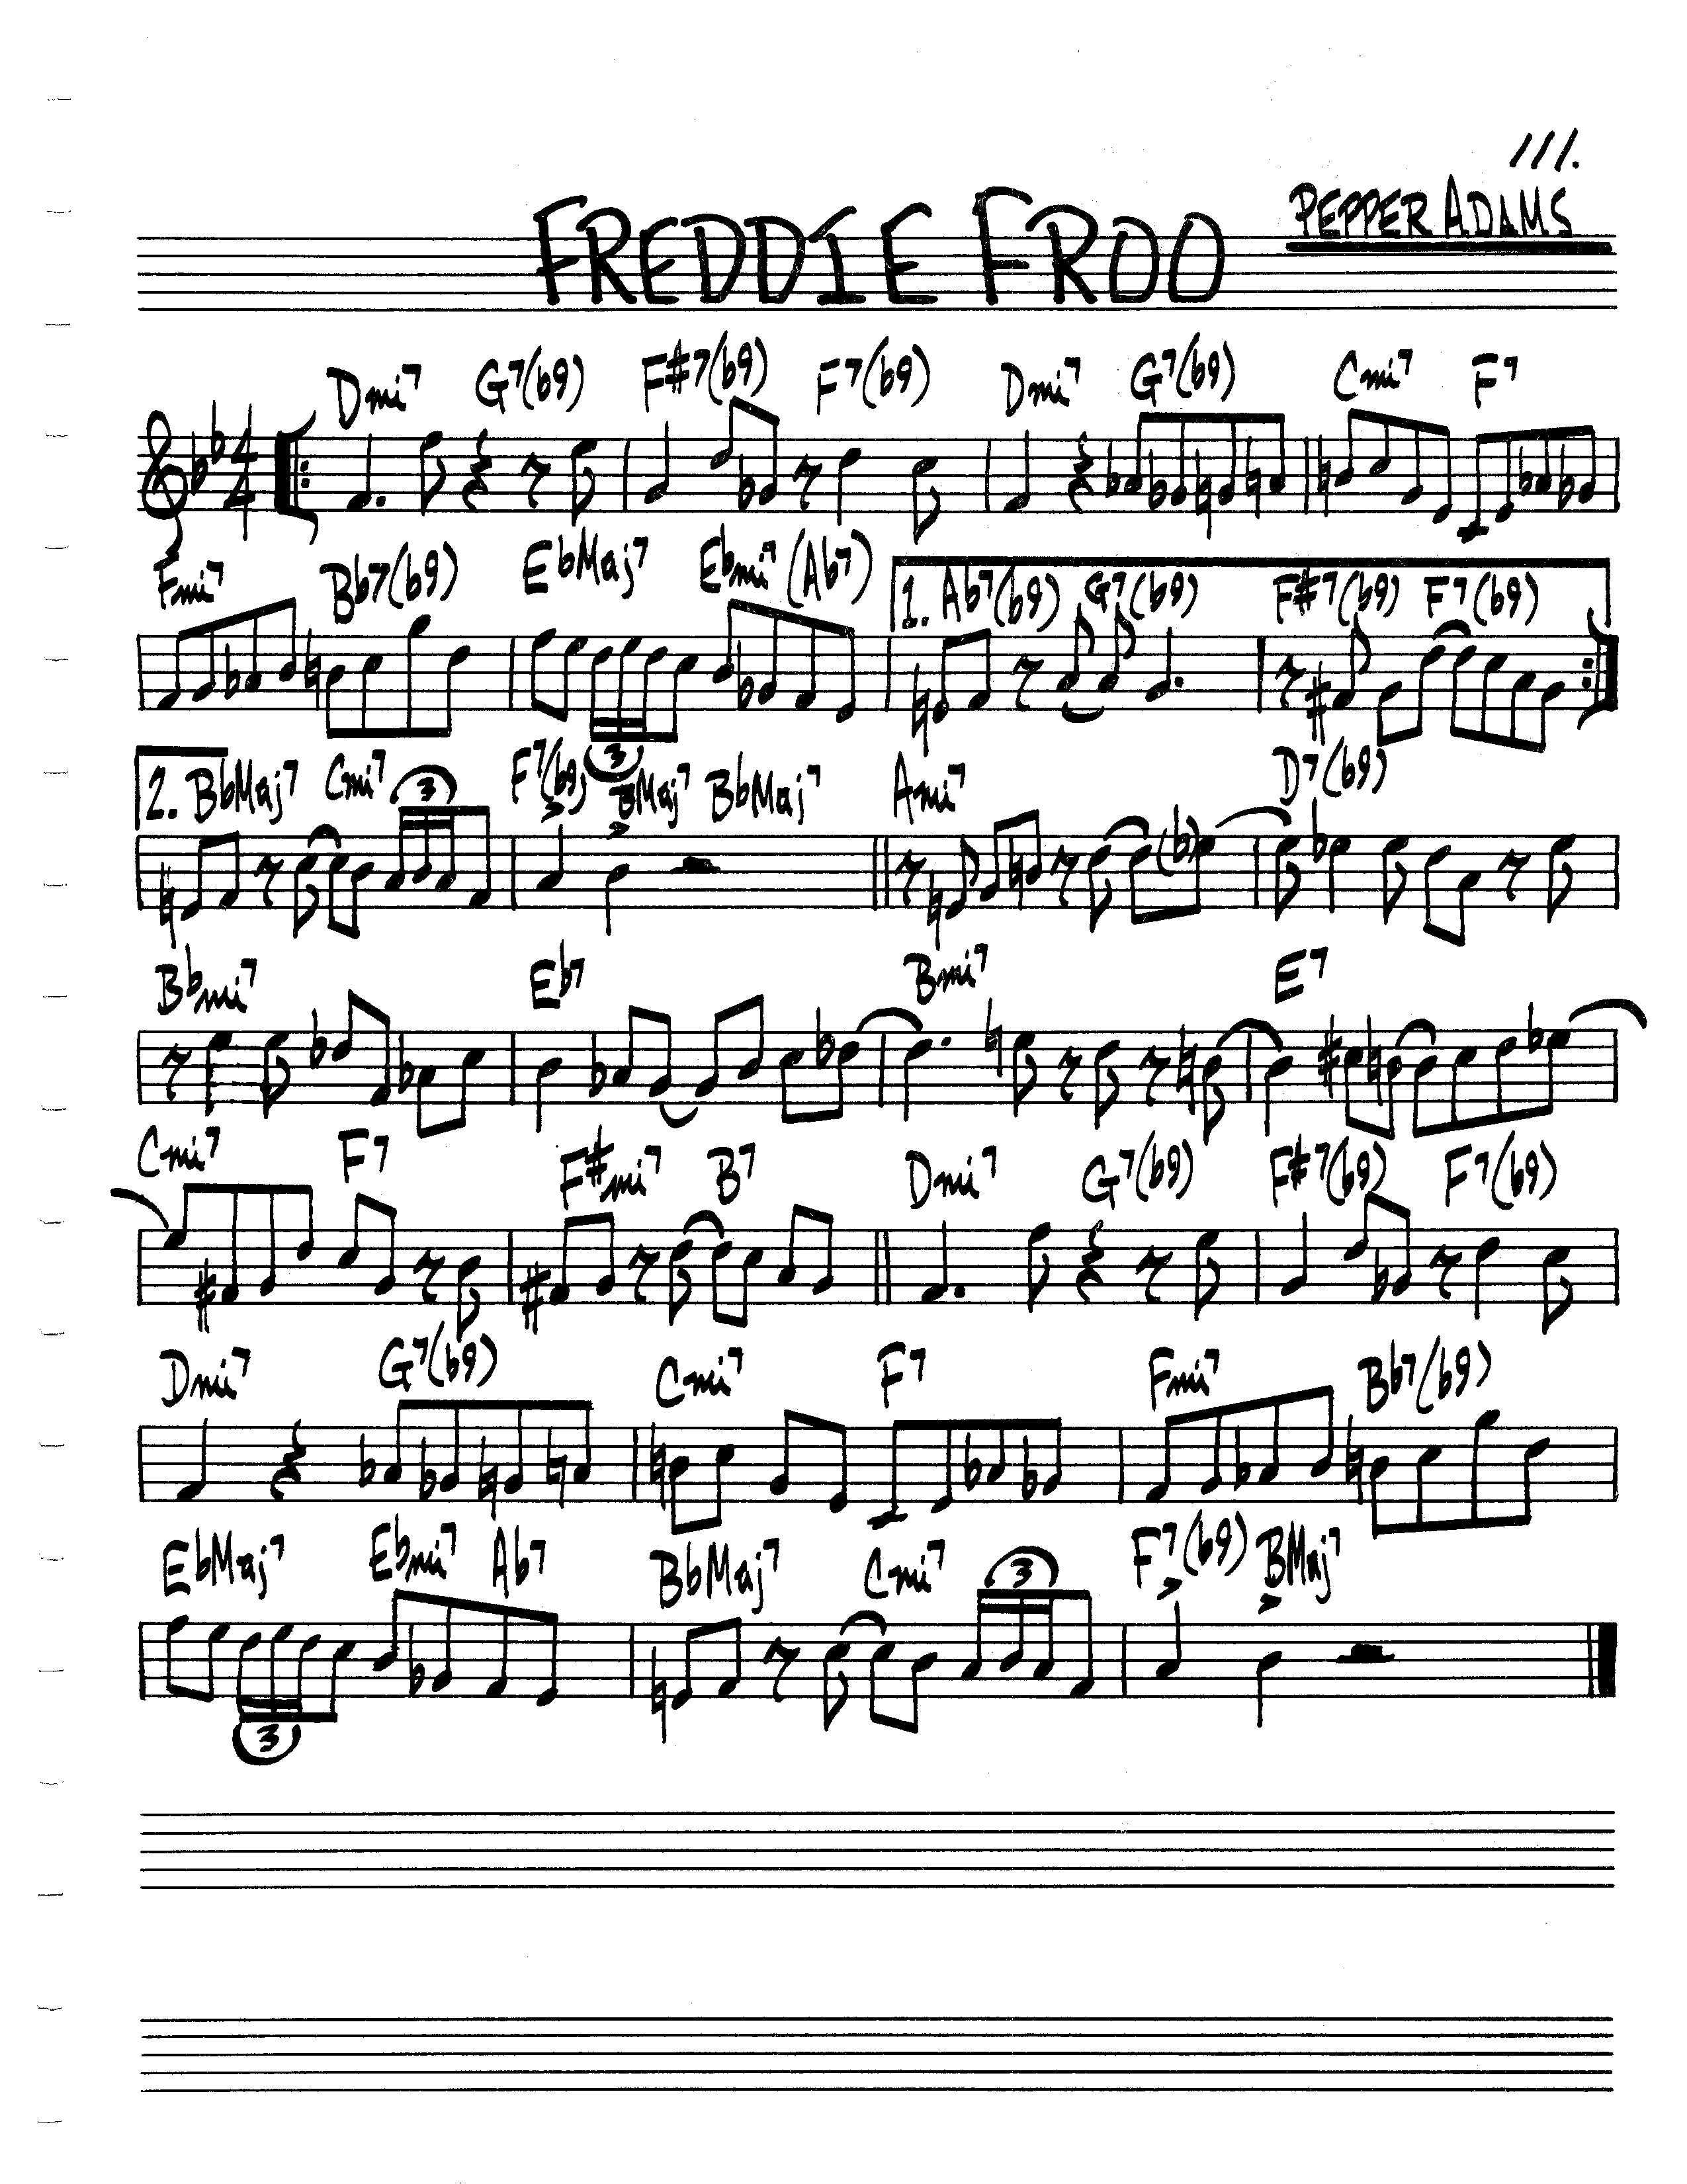 111.
FREDDIE FROO
PEPPER ADAMS
Dmi7 G7(b9) F#7(b9) F7(b9) Dmi7 G7(b9) Cmi7 F7
4
4
Fmi7 Bb7(b9) EbMaj7 Ebmi7 (Ab7) 1. Ab7(b9) G7(b9) F#7(b9) F7(b9)
3
2. BbMaj7 Cmi7 F7(b9) BMaj7 BbMaj7 Ami7 D7(b9)
3
(b)
Bbmi7 Eb7 Bmi7 E7
Cmi7 F7 F#mi7 B7 Dmi7 G7(b9) F#7(b9) F7(b9)
Dmi7 G7(b9) Cmi7 F7 Fmi7 Bb7(b9)
EbMaj7 Ebmi7 Ab7 BbMaj7 Cmi7 F7(b9) BMaj7
3
3